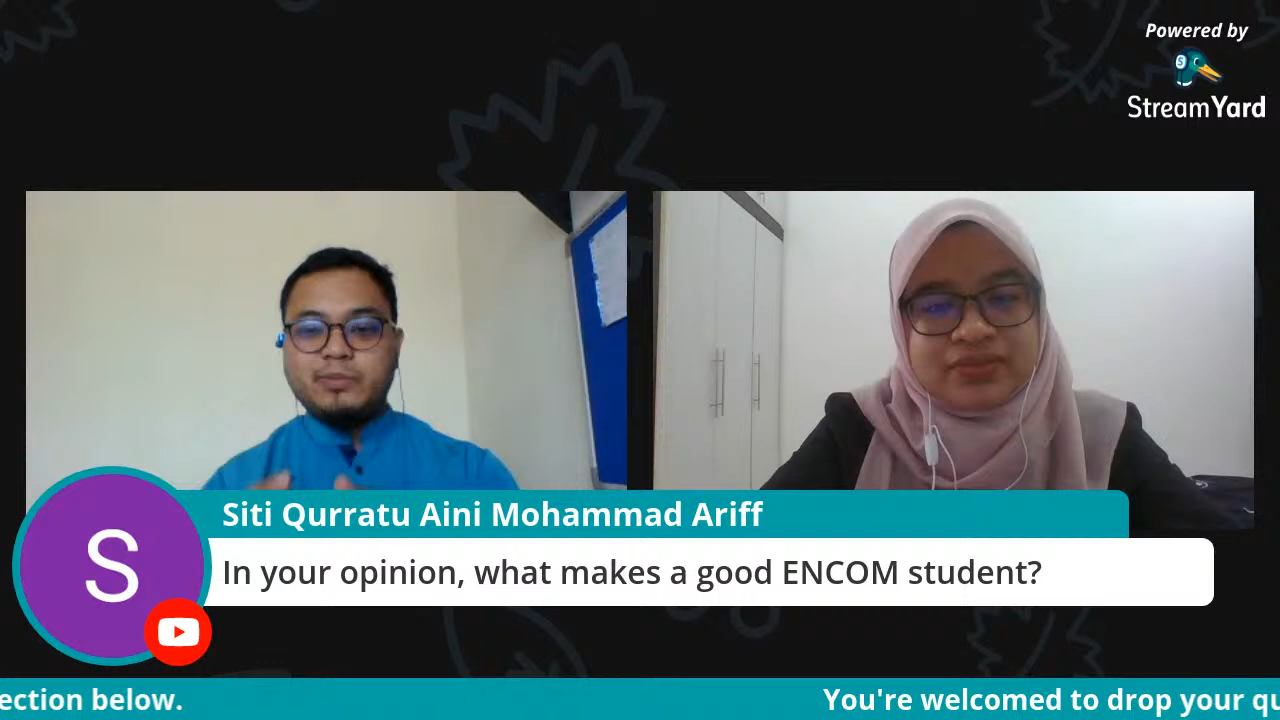 Powered by
StreamYard
Siti Qurratu Aini Mohammad Ariff
S
In your opinion, what makes a good ENCOM student?
ection below.
You're welcomed to drop your qu